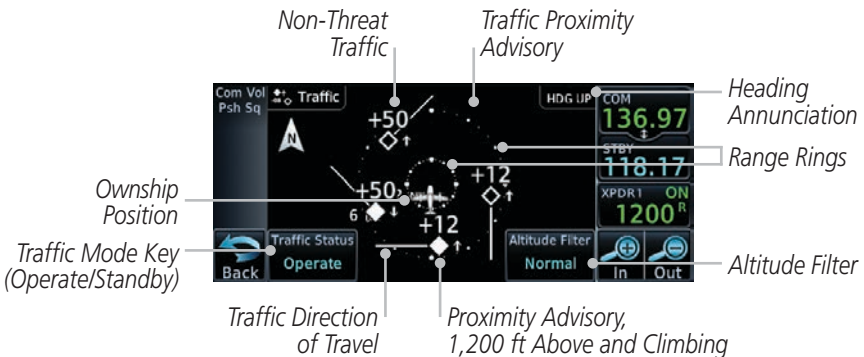 Non-Threat
Traffic
Traffic Proximity
Advisory
Heading
Annunciation
Range Rings
Ownship
Position
Traffic Mode Key
(Operate/Standby)
Altitude Filter
Traffic Direction
of Travel
Proximity Advisory,
1,200 ft Above and Climbing
Com Vol
Psh Sq
Traffic
HDG UP
COM
136.97
STBY
118.17
XPDR1 ON
1200 R
N
+50
+50
+12
+12
6
Traffic Status
Operate
Altitude Filter
Normal
Back
In
Out